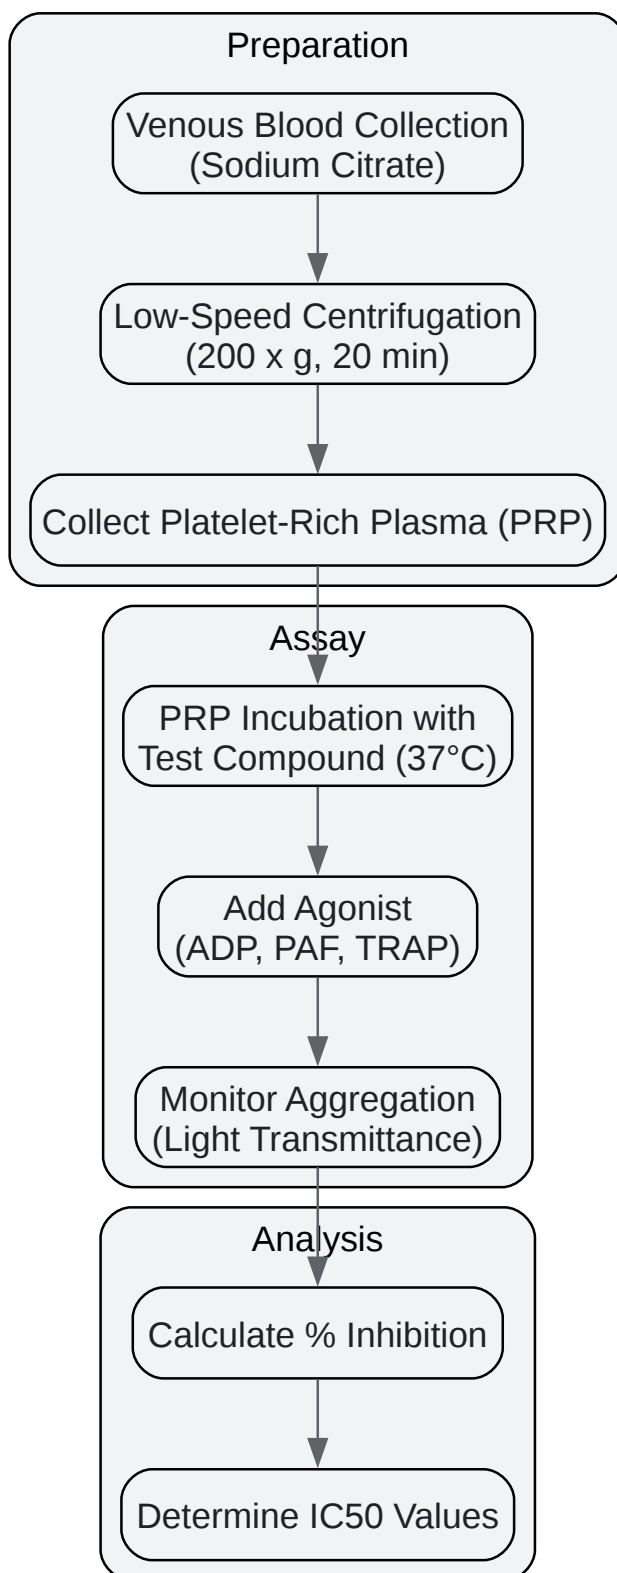 Preparation
Venous Blood Collection
(Sodium Citrate)
Low-Speed Centrifugation
(200 x g, 20 min)
Collect Platelet-Rich Plasma (PRP)
Assay
PRP Incubation with
Test Compound (37°C)
Add Agonist
(ADP, PAF, TRAP)
Monitor Aggregation
(Light Transmittance)
Analysis
Calculate % Inhibition
Determine IC50 Values